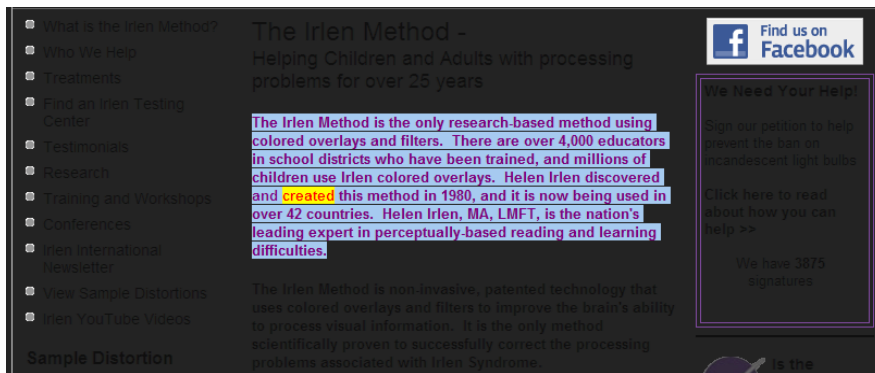 What is the Irlen Method?
Who We Help
Treatments
Find an Irlen Testing
Center
Testimonials
Research
Training and Workshops
Conferences
Irlen International
Newsletter
View Sample Distortions
Irlen YouTube Videos
Sample Distortion
The Irlen Method -
Helping Children and Adults with processing
problems for over 25 years
The Irlen Method is the only research-based method using
colored overlays and filters. There are over 4,000 educators
in school districts who have been trained, and millions of
children use Irlen colored overlays. Helen Irlen discovered
and created this method in 1980, and it is now being used in
over 42 countries. Helen Irlen, MA, LMFT, is the nation's
leading expert in perceptually-based reading and learning
difficulties.
The Irlen Method is non-invasive, patented technology that
uses colored overlays and filters to improve the brain's ability
to process visual information. It is the only method
scientifically proven to successfully correct the processing
problems associated with Irlen Syndrome.
Find us on
Facebook
We Need Your Help!
Sign our petition to help
prevent the ban on
incandescent light bulbs
Click here to read
about how you can
help >>
We have 3875
signatures
Is the